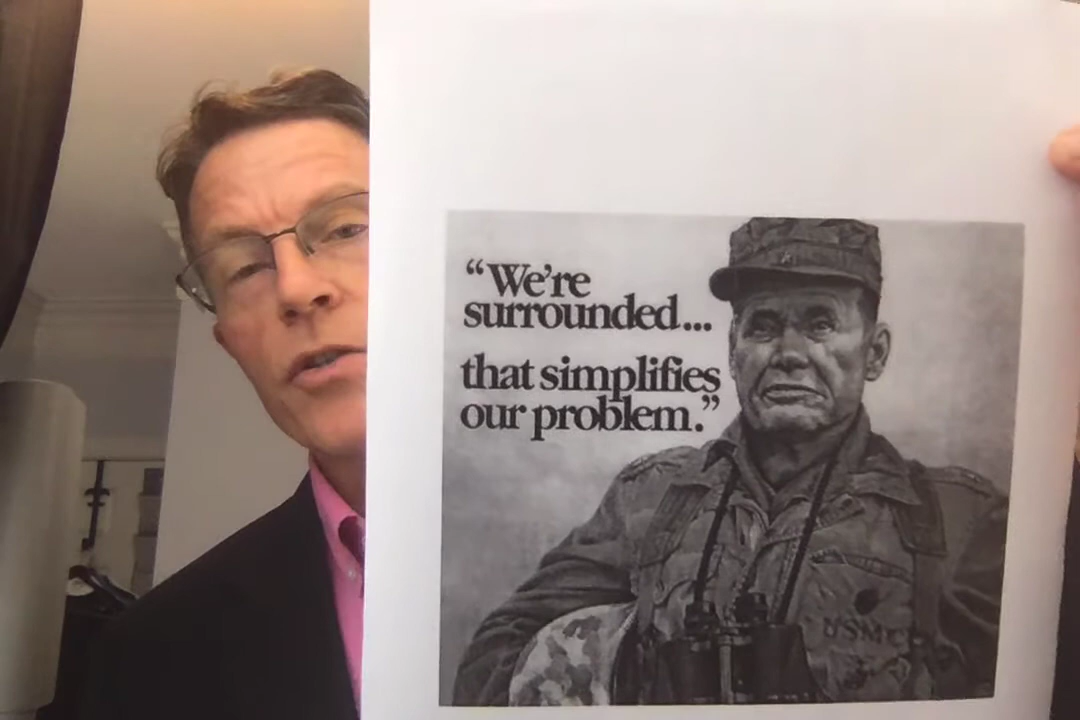 “We’re
surrounded...
that simplifies
our problem.”
USMC